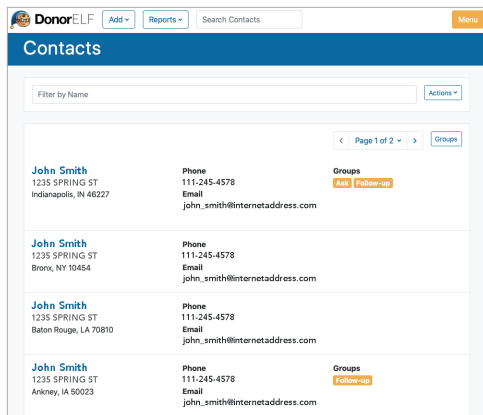 DonorELF Add Reports Search Contacts Menu
Contacts
Filter by Name Actions
Page 1 of 2 Groups
John Smith Phone Groups
1235 SPRING ST 111-245-4578 Ask Follow-up
Indianapolis, IN 46227 Email
john_smith@internetaddress.com
John Smith Phone
1235 SPRING ST 111-245-4578
Bronx, NY 10454 Email
john_smith@internetaddress.com
John Smith Phone
1235 SPRING ST 111-245-4578
Baton Rouge, LA 70810 Email
john_smith@internetaddress.com
John Smith Phone Groups
1235 SPRING ST 111-245-4578 Follow-up
Ankney, IA 50023 Email
john_smith@internetaddress.com